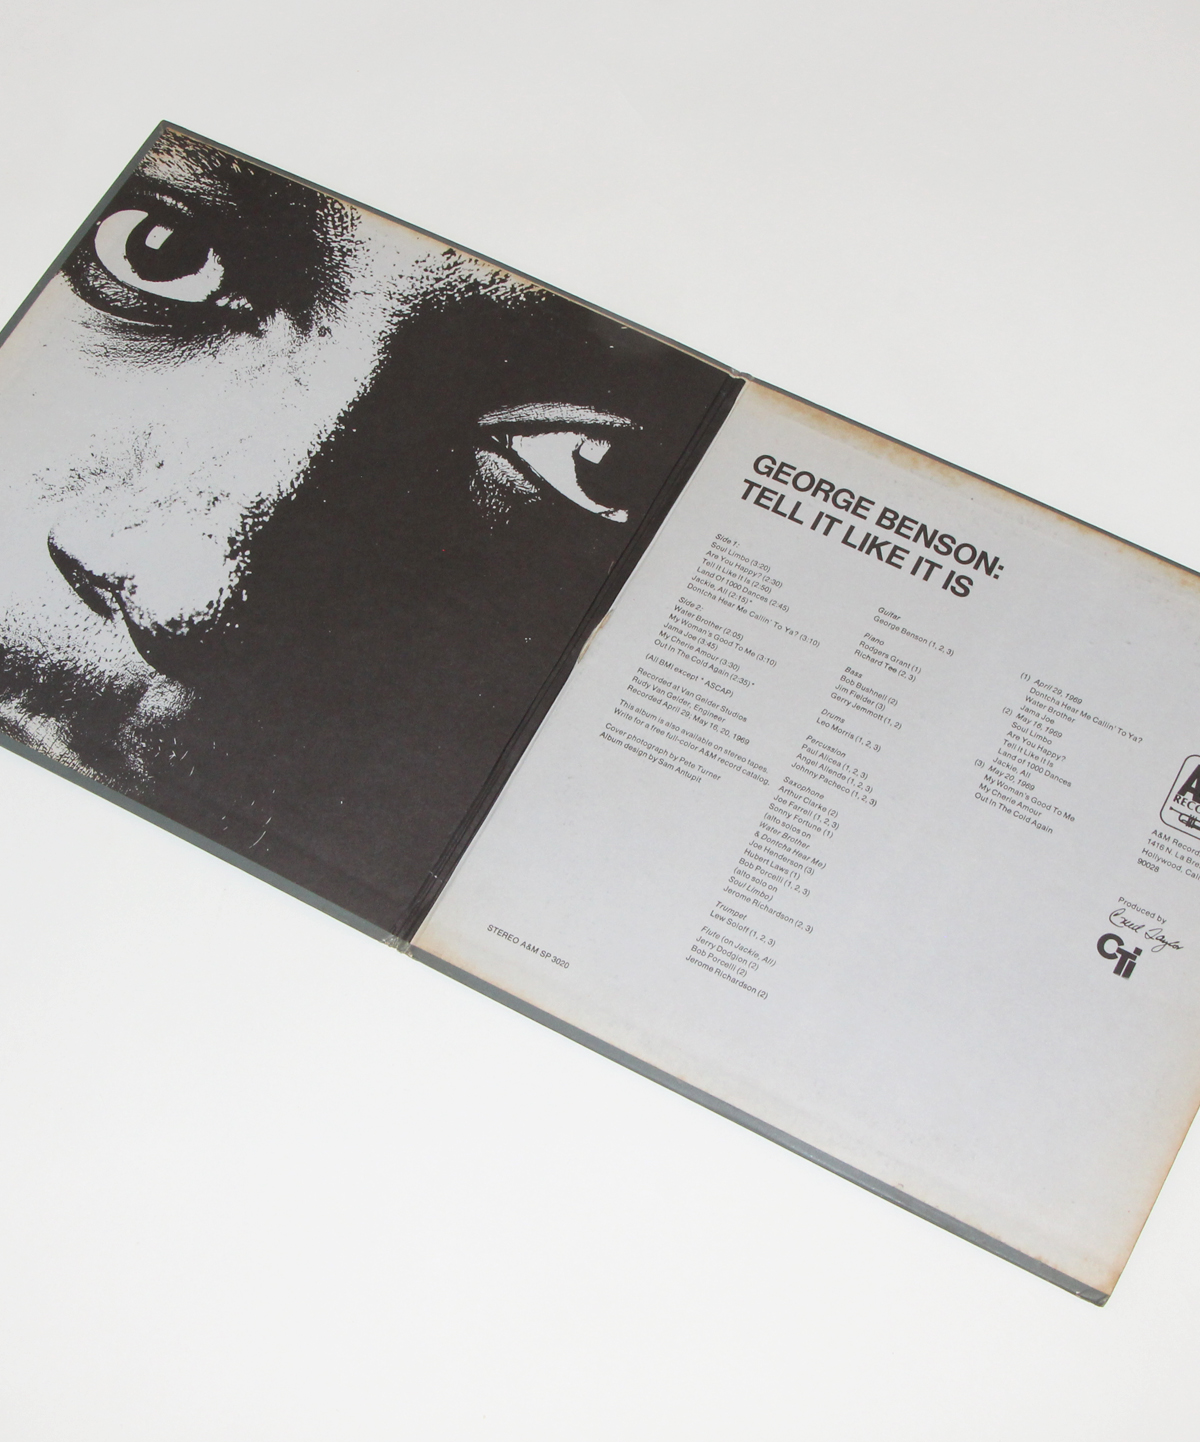 GEORGE BENSON:
TELL IT LIKE IT IS
Side 1:
Soul Limbo (3:20)
Are You Happy? (2:30)
Tell It Like It Is (2:50)
Land Of 1000 Dances (2:45)
Jackie, All (2:15)*
Dontcha Hear Me Callin' To Ya? (3:10)
Side 2:
Water Brother (2:05)
My Woman's Good To Me (3:10)
Jama Joe (3:45)
My Cherie Amour (3:30)
Out In The Cold Again (2:35)*
(All BMI except * ASCAP)
Recorded at Van Gelder Studios
Rudy Van Gelder, Engineer
Recorded April 29, May 16, 20, 1969
This album is also available on stereo tapes.
Write for a free full-color A&M record catalog.
Cover photograph by Pete Turner
Album design by Sam Antupit
STEREO A&M SP 3020
Guitar
George Benson (1, 2, 3)
Piano
Rodgers Grant (1)
Richard Tee (2, 3)
Bass
Bob Bushnell (2)
Jim Fielder (3)
Gerry Jemmott (1, 2)
Drums
Leo Morris (1, 2, 3)
Percussion
Paul Alicea (1, 2, 3)
Angel Allende (1, 2, 3)
Johnny Pacheco (1, 2, 3)
Saxophone
Arthur Clarke (2)
Joe Farrell (1, 2, 3)
Sonny Fortune (1)
(alto solos on
Water Brother
& Dontcha Hear Me)
Joe Henderson (3)
Hubert Laws (1)
Bob Porcelli (1, 2, 3)
(alto solo on
Soul Limbo)
Jerome Richardson (2, 3)
Trumpet
Lew Soloff (1, 2, 3)
Flute (on Jackie, All)
Jerry Dodgion (2)
Bob Porcelli (2)
Jerome Richardson (2)
(1) April 29, 1969
Dontcha Hear Me Callin' To Ya?
Water Brother
Jama Joe
(2) May 16, 1969
Soul Limbo
Are You Happy?
Tell It Like It Is
Land of 1000 Dances
Jackie, All
(3) May 20, 1969
My Woman's Good To Me
My Cherie Amour
Out In The Cold Again
A&M Record
1416 N. La Bre
Hollywood, Cali
90028
Produced by
Creed Taylor
CTi